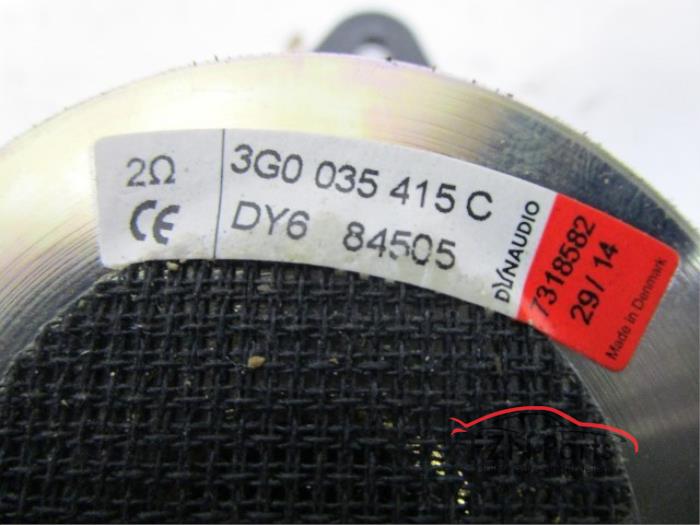 2Ω
CE
3G0 035 415 C
DY6 84505
DYNAUDIO
7318582
29/14
Made in Denmark